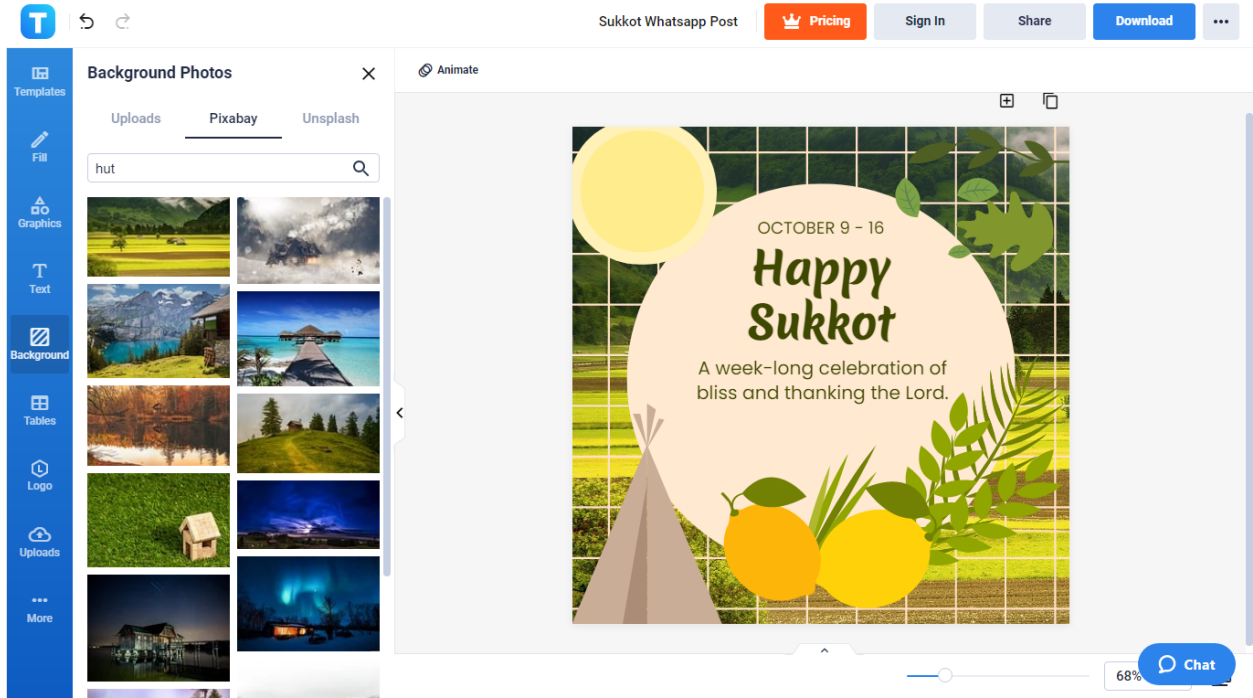 T
Sukkot Whatsapp Post
Pricing
Sign In
Share
Download
Templates
Fill
Graphics
T
Text
Background
Tables
L
Logo
Uploads
More
Background Photos
Uploads
Pixabay
Unsplash
hut
Animate
OCTOBER 9 - 16
Happy
Sukkot
A week-long celebration of
bliss and thanking the Lord.
68%
Chat